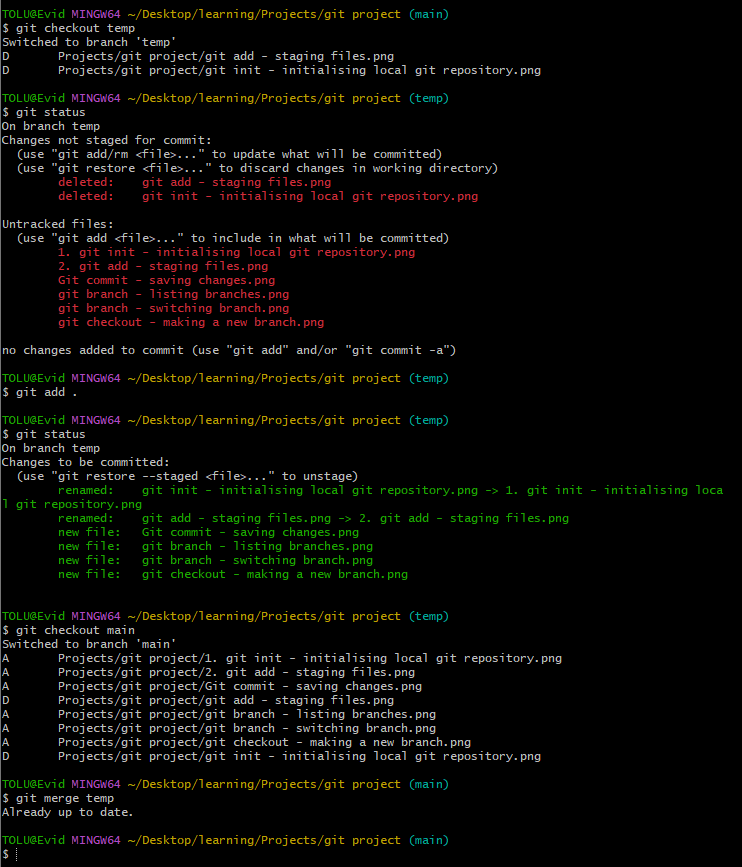 TOLU@Evid MINGW64 ~/Desktop/learning/Projects/git project (main)
$ git checkout temp
Switched to branch 'temp'
D       Projects/git project/git add - staging files.png
D       Projects/git project/git init - initialising local git repository.png

TOLU@Evid MINGW64 ~/Desktop/learning/Projects/git project (temp)
$ git status
On branch temp
Changes not staged for commit:
  (use "git add/rm <file>..." to update what will be committed)
  (use "git restore <file>..." to discard changes in working directory)
        deleted:    git add - staging files.png
        deleted:    git init - initialising local git repository.png

Untracked files:
  (use "git add <file>..." to include in what will be committed)
        1. git init - initialising local git repository.png
        2. git add - staging files.png
        Git commit - saving changes.png
        git branch - listing branches.png
        git branch - switching branch.png
        git checkout - making a new branch.png

no changes added to commit (use "git add" and/or "git commit -a")

TOLU@Evid MINGW64 ~/Desktop/learning/Projects/git project (temp)
$ git add .

TOLU@Evid MINGW64 ~/Desktop/learning/Projects/git project (temp)
$ git status
On branch temp
Changes to be committed:
  (use "git restore --staged <file>..." to unstage)
        renamed:    git init - initialising local git repository.png -> 1. git init - initialising loca
l git repository.png
        renamed:    git add - staging files.png -> 2. git add - staging files.png
        new file:   Git commit - saving changes.png
        new file:   git branch - listing branches.png
        new file:   git branch - switching branch.png
        new file:   git checkout - making a new branch.png

TOLU@Evid MINGW64 ~/Desktop/learning/Projects/git project (temp)
$ git checkout main
Switched to branch 'main'
A       Projects/git project/1. git init - initialising local git repository.png
A       Projects/git project/2. git add - staging files.png
A       Projects/git project/Git commit - saving changes.png
D       Projects/git project/git add - staging files.png
A       Projects/git project/git branch - listing branches.png
A       Projects/git project/git branch - switching branch.png
A       Projects/git project/git checkout - making a new branch.png
D       Projects/git project/git init - initialising local git repository.png

TOLU@Evid MINGW64 ~/Desktop/learning/Projects/git project (main)
$ git merge temp
Already up to date.

TOLU@Evid MINGW64 ~/Desktop/learning/Projects/git project (main)
$